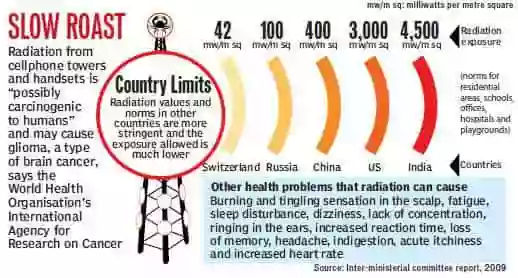 mw/m sq: milliwatts per metre square
SLOW ROAST
Radiation from
cellphone towers
and handsets is
“possibly
carcinogenic
to humans”
and may cause
glioma, a type
of brain cancer,
says the
World Health
Organisation’s
International
Agency for
Research on Cancer
Country Limits
Radiation values and
norms in other
countries are more
stringent and the
exposure allowed is
much lower
42 100 400 3,000 4,500
mw/m sq mw/m sq mw/m sq mw/m sq mw/m sq
Radiation
exposure
(norms for
residential
areas, schools,
offices,
hospitals and
playgrounds)
Switzerland Russia China US India
Countries
Other health problems that radiation can cause
Burning and tingling sensation in the scalp, fatigue,
sleep disturbance, dizziness, lack of concentration,
ringing in the ears, increased reaction time, loss
of memory, headache, indigestion, acute itchiness
and increased heart rate
Source: Inter-ministerial committee report, 2009